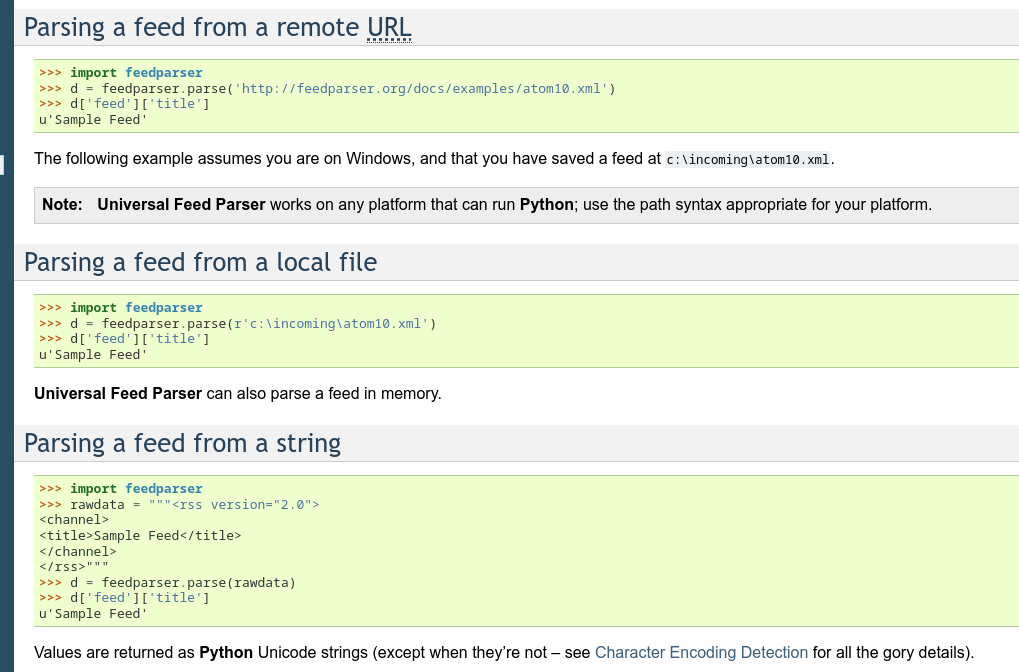 Parsing a feed from a remote URL
>>> import feedparser
>>> d = feedparser.parse('http://feedparser.org/docs/examples/atom10.xml')
>>> d['feed']['title']
u'Sample Feed'
The following example assumes you are on Windows, and that you have saved a feed at c:\incoming\atom10.xml.
Note: Universal Feed Parser works on any platform that can run Python; use the path syntax appropriate for your platform.
Parsing a feed from a local file
>>> import feedparser
>>> d = feedparser.parse(r'c:\incoming\atom10.xml')
>>> d['feed']['title']
u'Sample Feed'
Universal Feed Parser can also parse a feed in memory.
Parsing a feed from a string
>>> import feedparser
>>> rawdata = """<rss version="2.0">
<channel>
<title>Sample Feed</title>
</channel>
</rss>"""
>>> d = feedparser.parse(rawdata)
>>> d['feed']['title']
u'Sample Feed'
Values are returned as Python Unicode strings (except when they’re not – see Character Encoding Detection for all the gory details).